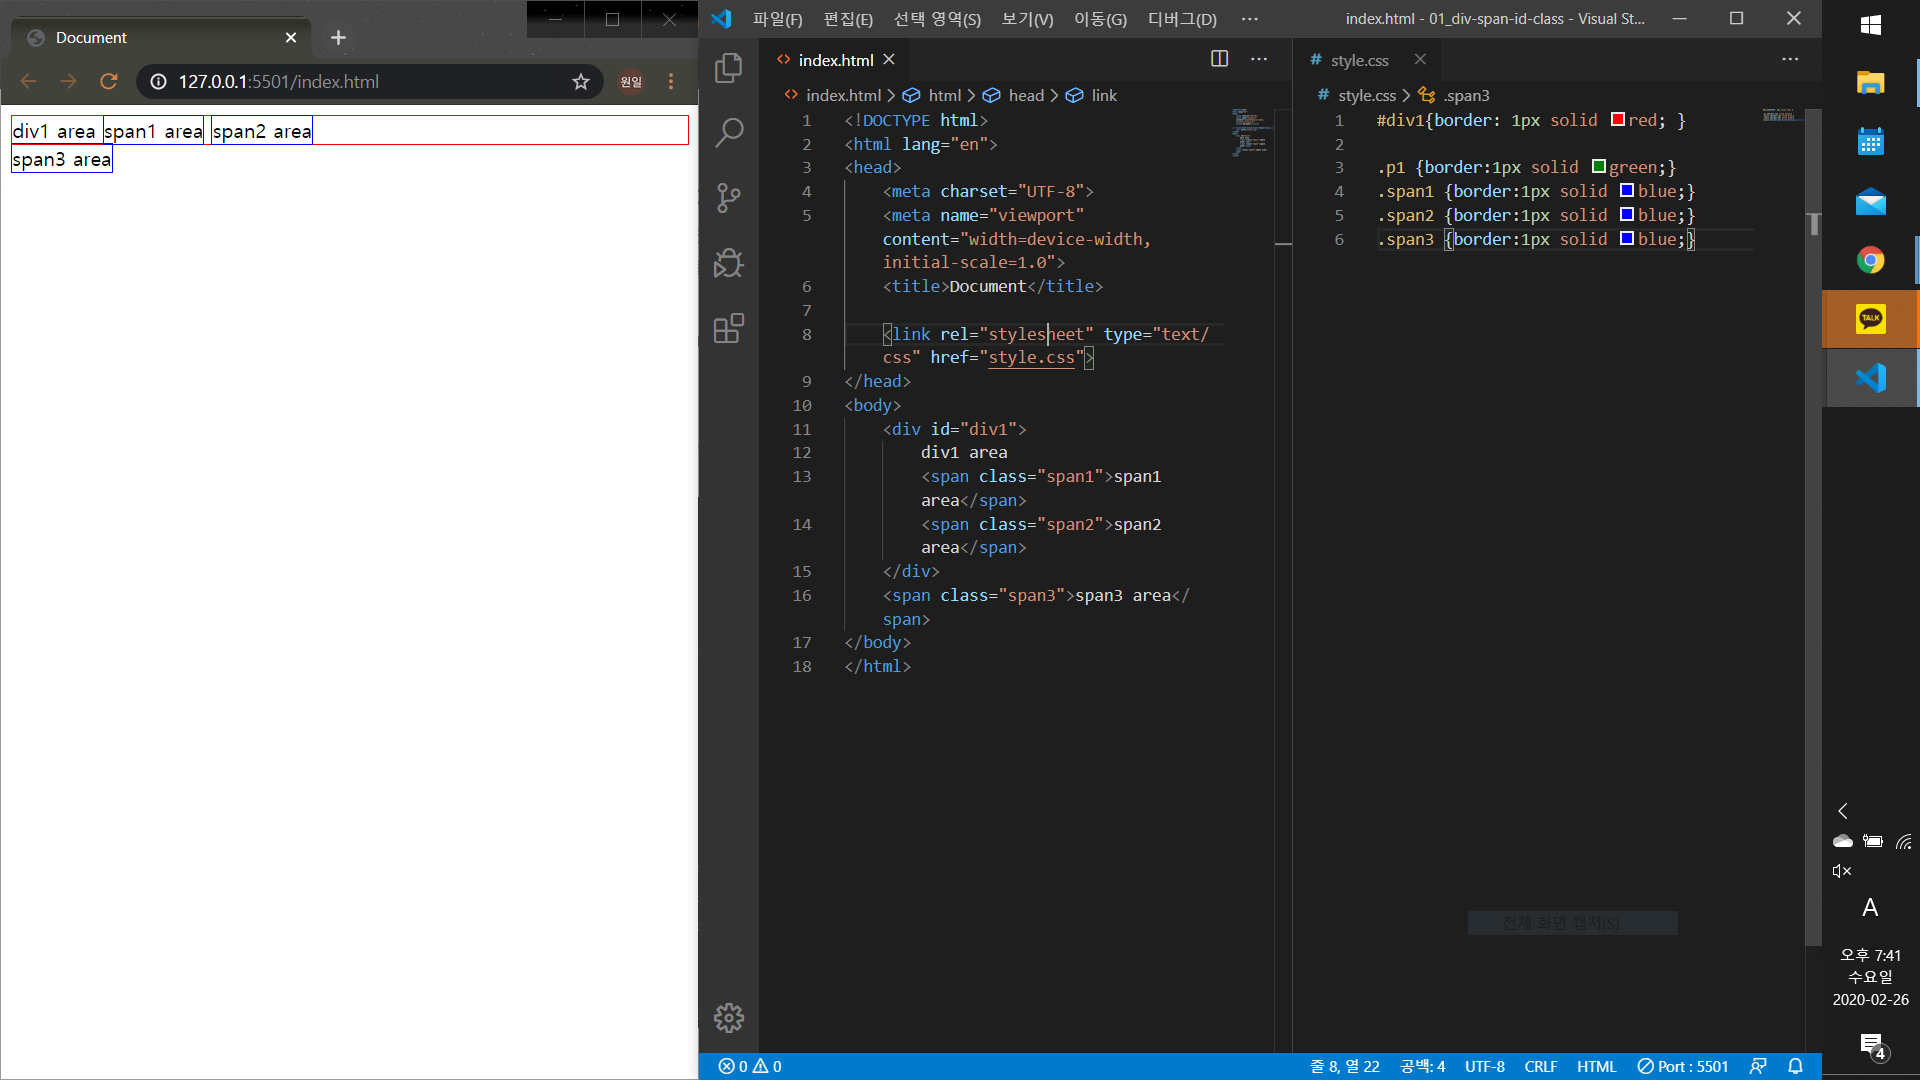 Document
127.0.0.1:5501/index.html
원일
div1 area span1 area span2 area
span3 area
파일(F) 편집(E) 선택 영역(S) 보기(V) 이동(G) 디버그(D) ··· index.html - 01_div-span-id-class - Visual St...
index.html
index.html > html > head > link
1 <!DOCTYPE html>
2 <html lang="en">
3 <head>
4 <meta charset="UTF-8">
5 <meta name="viewport"
content="width=device-width,
initial-scale=1.0">
6 <title>Document</title>
7
8 <link rel="stylesheet" type="text/
css" href="style.css">
9 </head>
10 <body>
11 <div id="div1">
12 div1 area
13 <span class="span1">span1
area</span>
14 <span class="span2">span2
area</span>
15 </div>
16 <span class="span3">span3 area</
span>
17 </body>
18 </html>
# style.css
# style.css > .span3
1 #div1{border: 1px solid red; }
2
3 .p1 {border:1px solid green;}
4 .span1 {border:1px solid blue;}
5 .span2 {border:1px solid blue;}
6 .span3 {border:1px solid blue;}
전체 화면 캡처(S)
0 0
줄 8, 열 22 공백: 4 UTF-8 CRLF HTML Port : 5501
TALK
A
오후 7:41
수요일
2020-02-26
4